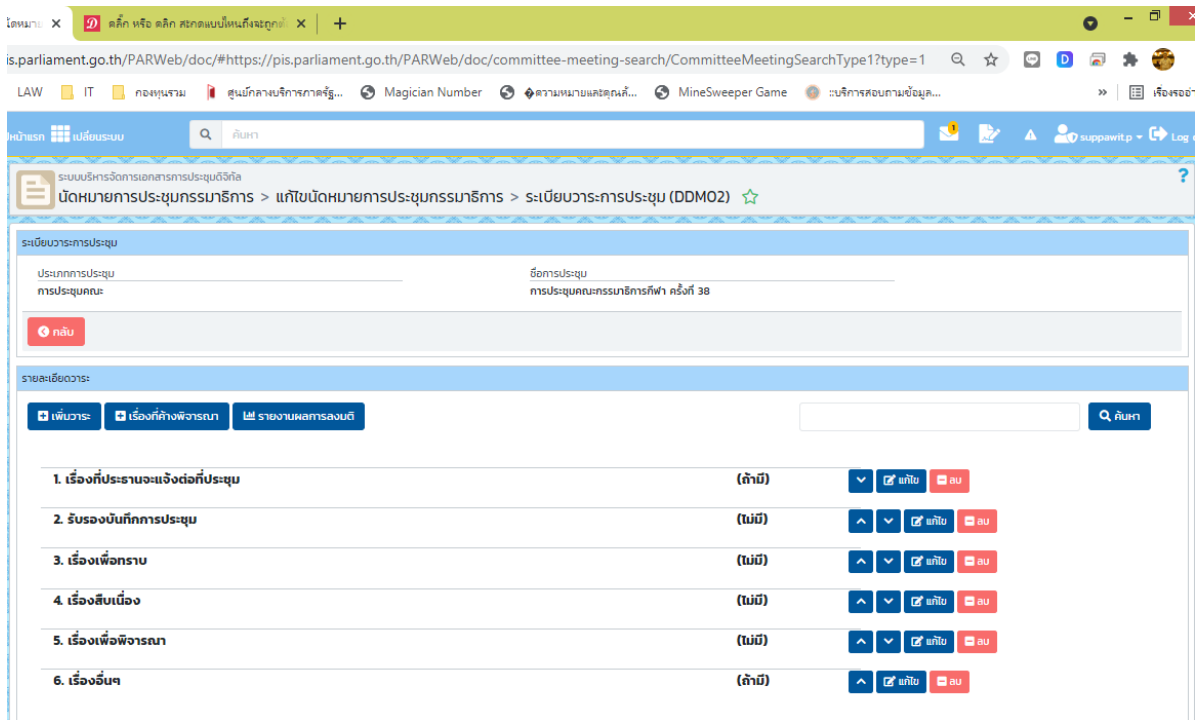 ดิ๊ก หรือ คลิก สะกดแบบไหนถึงจะถูกต้
is.parliament.go.th/PARWeb/doc/#https://pis.parliament.go.th/PARWeb/doc/committee-meeting-search/CommitteeMeetingSearchType1?type=1
LAW IT กองทุนรวม ศูนย์กลางบริการภาครัฐ... Magician Number �ความหมายและคุณค้... MineSweeper Game ::บริการสอบถามข้อมูล... »
หน้าแรก เปลี่ยนระบบ ค้นหา 1 suppawit.p Log
ระบบบริหารจัดการเอกสารการประชุมดิจิทัล
นัดหมายการประชุมกรรมาธิการ > แก้ไขนัดหมายการประชุมกรรมาธิการ > ระเบียบวาระการประชุม (DDM02) ?
ระเบียบวาระการประชุม
ประเภทการประชุม ชื่อการประชุม
การประชุมคณะ การประชุมคณะกรรมาธิการกีฬา ครั้งที่ 38
กลับ
รายละเอียดวาระ
เพิ่มวาระ เรื่องที่ค้างพิจารณา รายงานผลการลงมติ ค้นหา
1. เรื่องที่ประธานจะแจ้งต่อที่ประชุม (ถ้ามี) แก้ไข ลบ
2. รับรองบันทึกการประชุม (ไม่มี) แก้ไข ลบ
3. เรื่องเพื่อทราบ (ไม่มี) แก้ไข ลบ
4. เรื่องสืบเนื่อง (ไม่มี) แก้ไข ลบ
5. เรื่องเพื่อพิจารณา (ไม่มี) แก้ไข ลบ
6. เรื่องอื่นๆ (ถ้ามี) แก้ไข ลบ